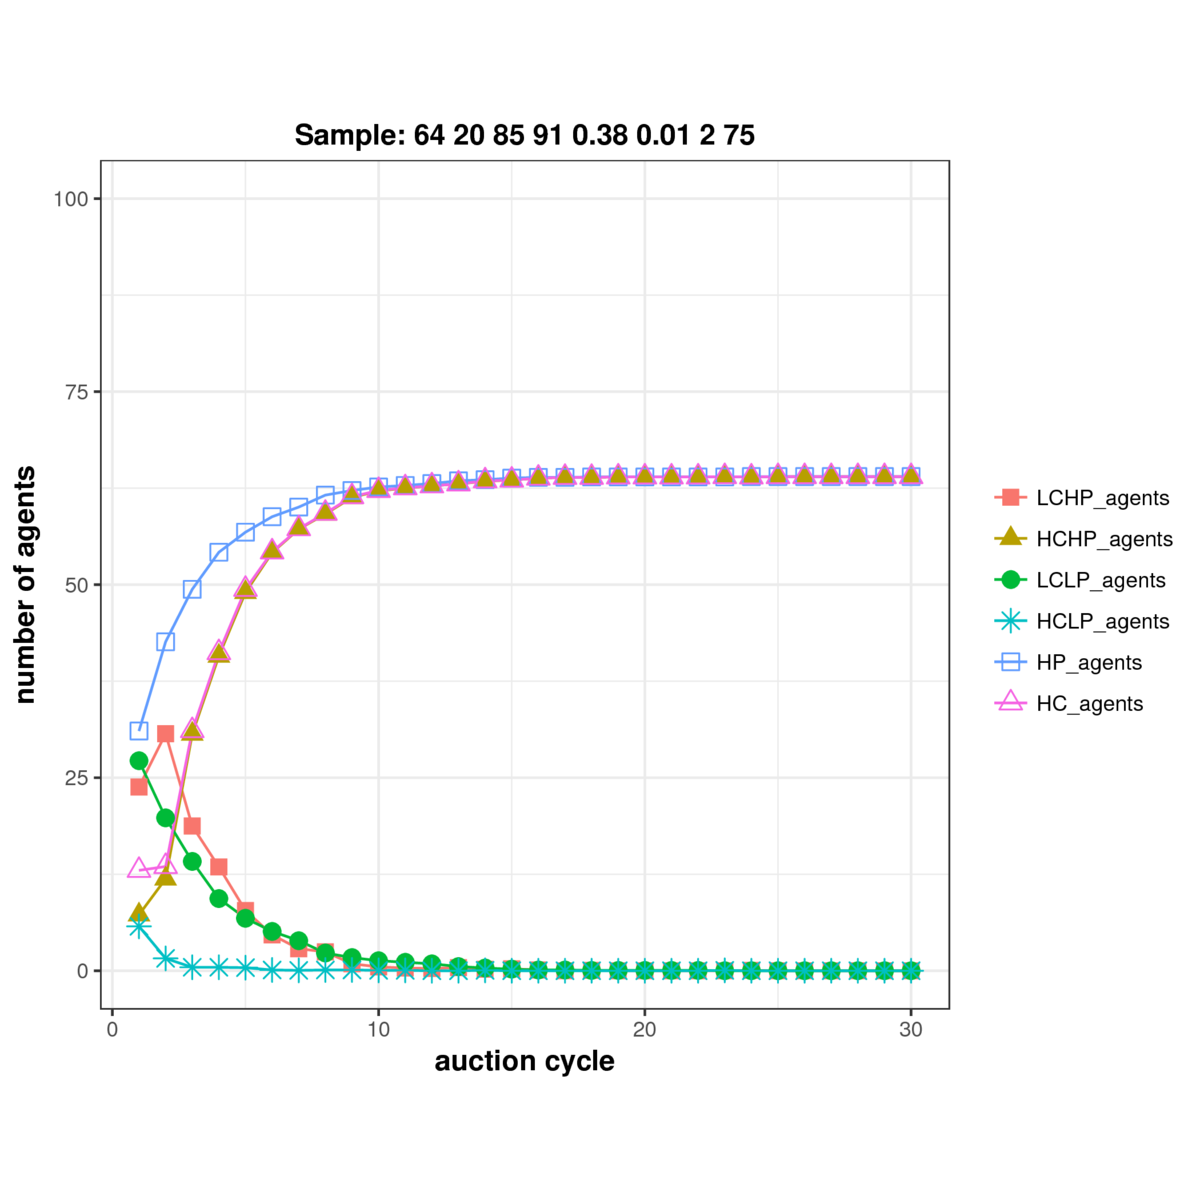 Sample: 64 20 85 91 0.38 0.01 2 75
number of agents
100
75
50
25
0
0 10 20 30
auction cycle
LCHP_agents
HCHP_agents
LCLP_agents
HCLP_agents
HP_agents
HC_agents